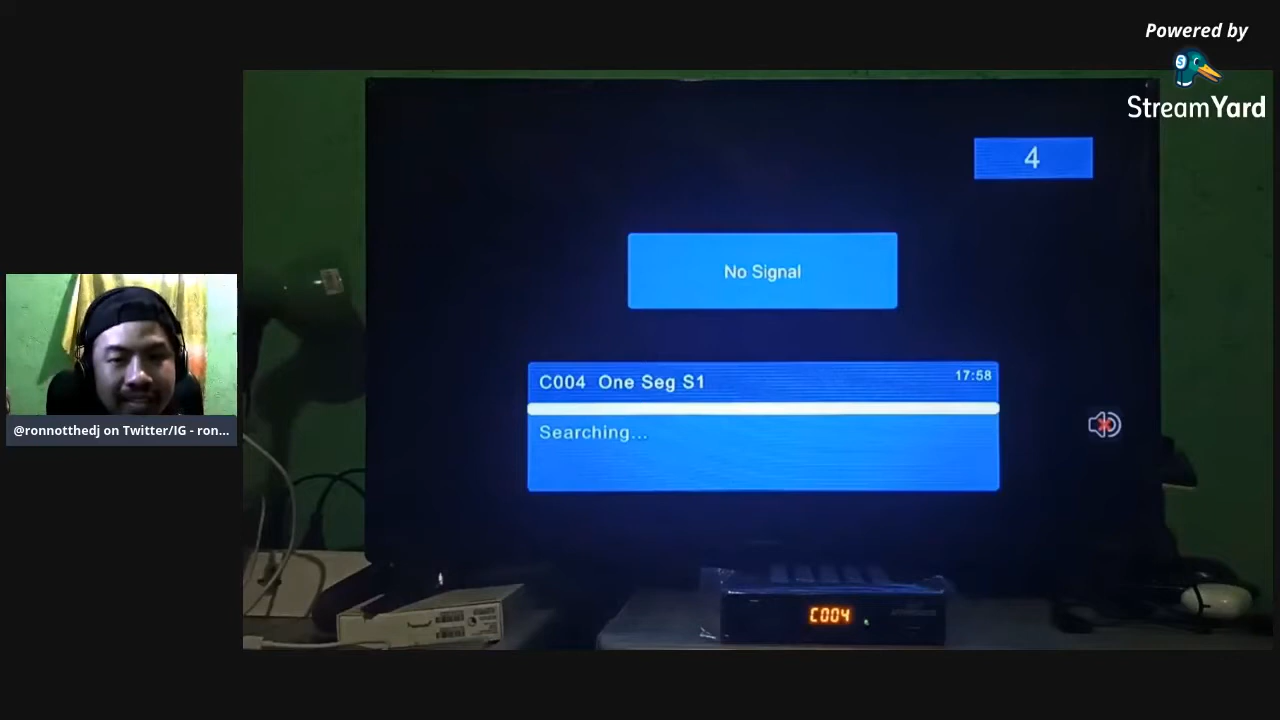 Powered by
StreamYard
4
No Signal
C004 One Seg S1
17:58
Searching...
@ronnotthedj on Twitter/IG - ron...
C004